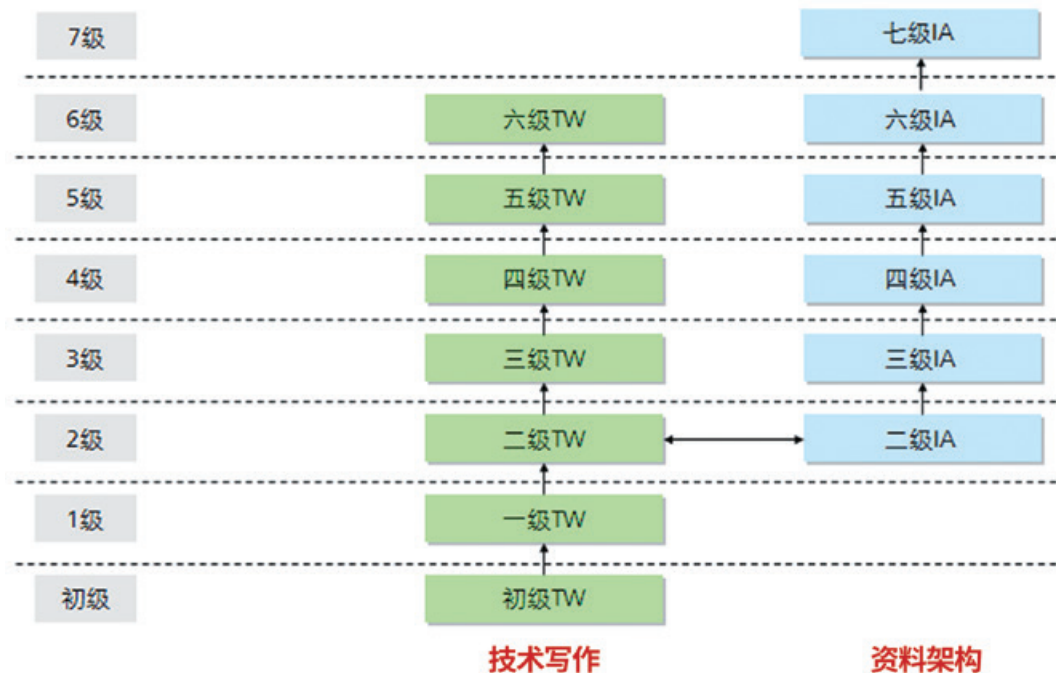 7级 七级IA
6级 六级TW 六级IA
5级 五级TW 五级IA
4级 四级TW 四级IA
3级 三级TW 三级IA
2级 二级TW 二级IA
1级 一级TW
初级 初级TW
技术写作 资料架构